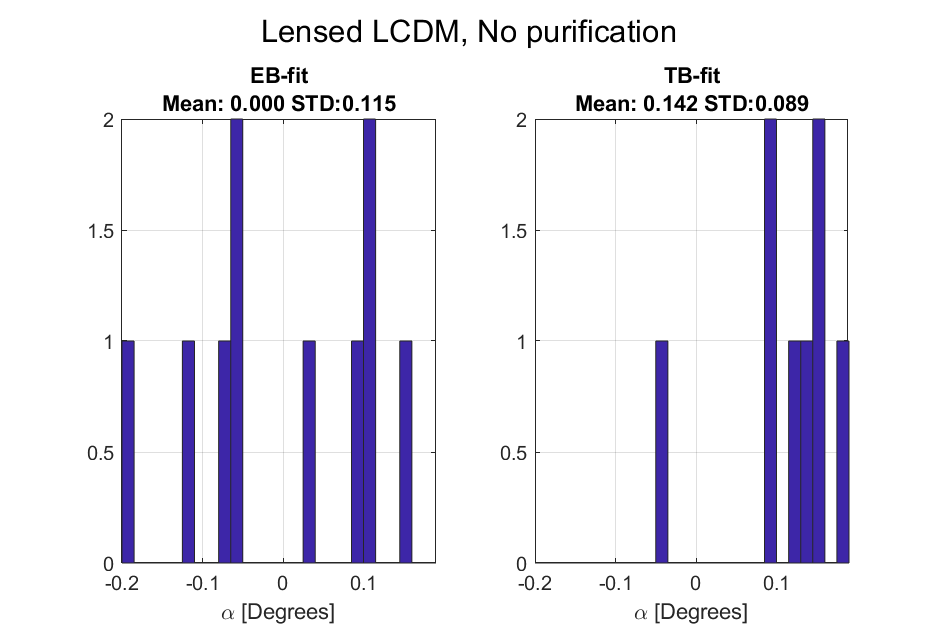 Lensed LCDM, No purification
EB-fit
Mean: 0.000 STD:0.115
2
1.5
1
0.5
0
-0.2
-0.1
0
0.1
α [Degrees]
TB-fit
Mean: 0.142 STD:0.089
2
1.5
1
0.5
0
-0.2
-0.1
0
0.1
α [Degrees]